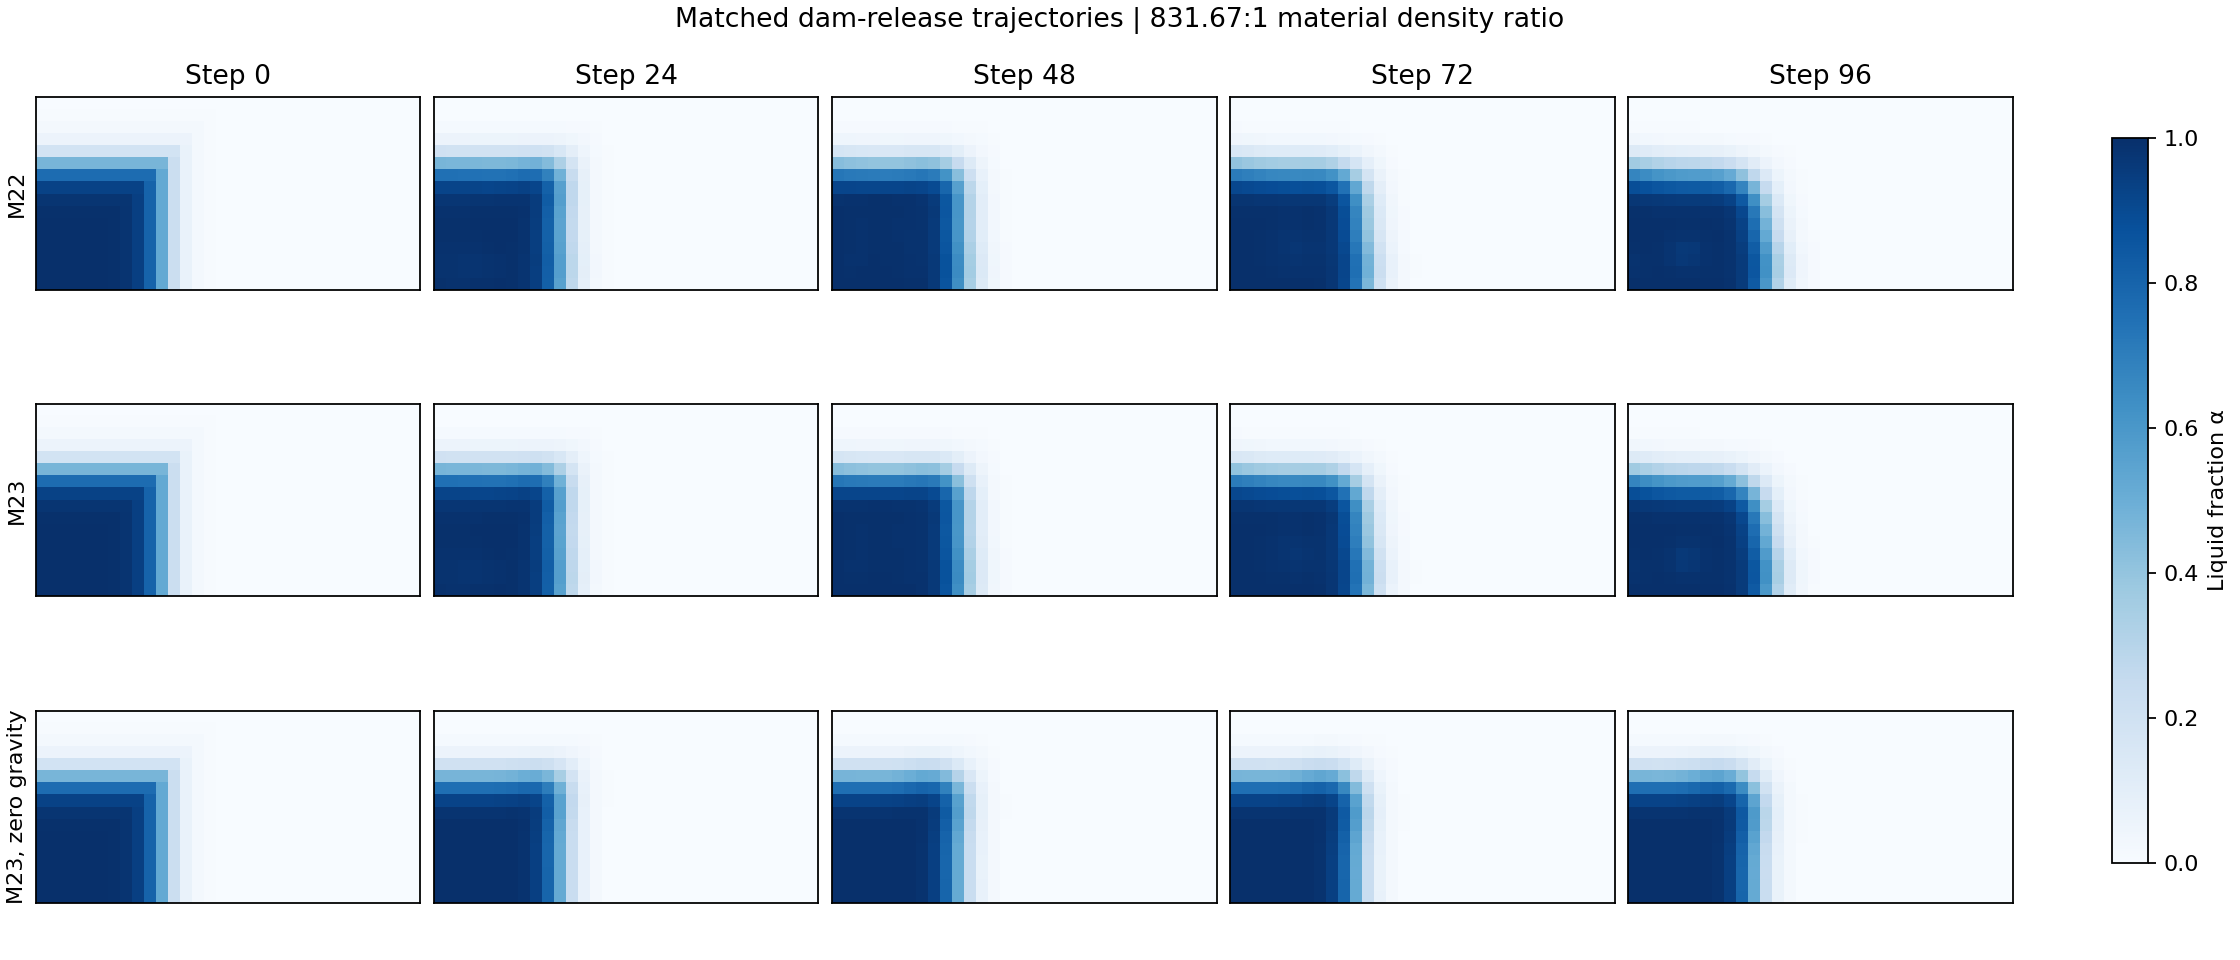 Matched dam-release trajectories | 831.67:1 material density ratio
Step 0
Step 24
Step 48
Step 72
Step 96
M22
M23
M23, zero gravity
1.0
0.8
0.6
0.4
0.2
0.0
Liquid fraction α